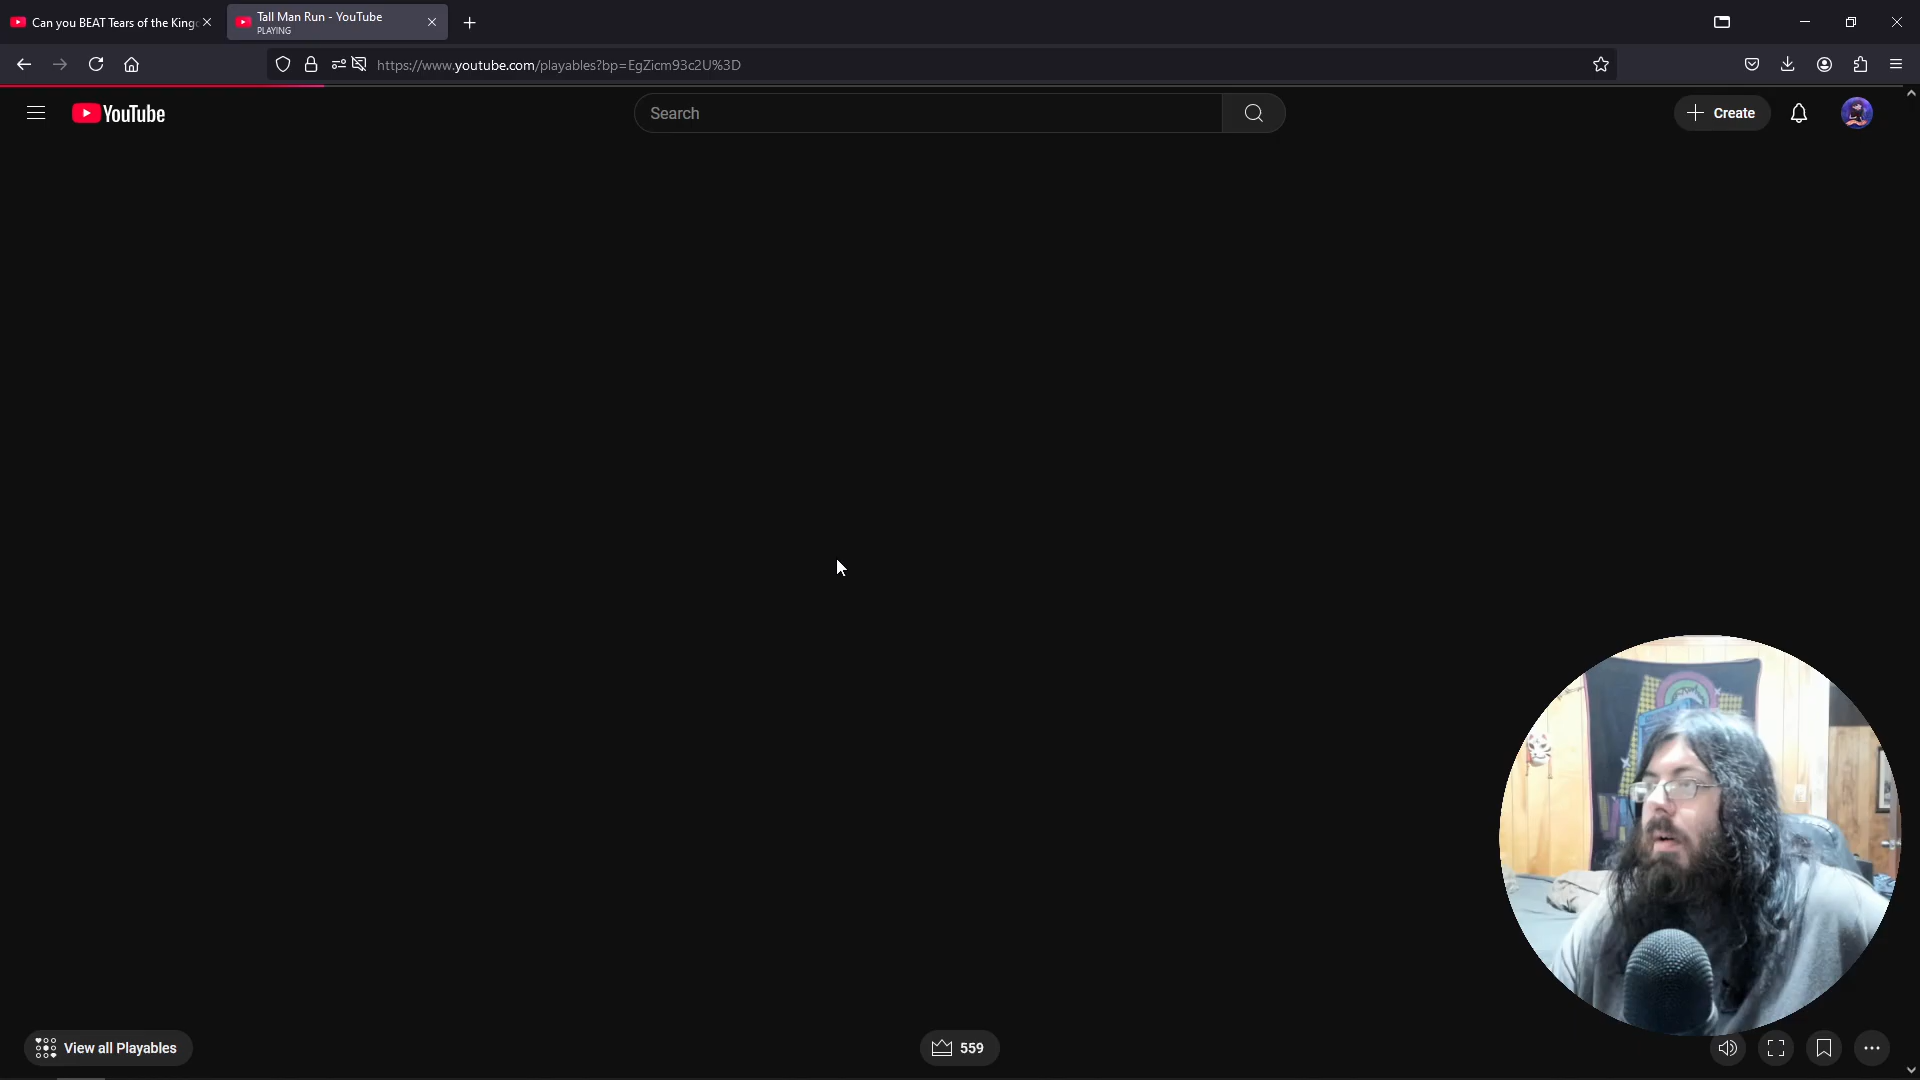 Can you BEAT Tears of the King
Tall Man Run - YouTube
PLAYING
https://www.youtube.com/playables?bp=EgZicm93c2U%3D
YouTube
Search
Create
View all Playables
559